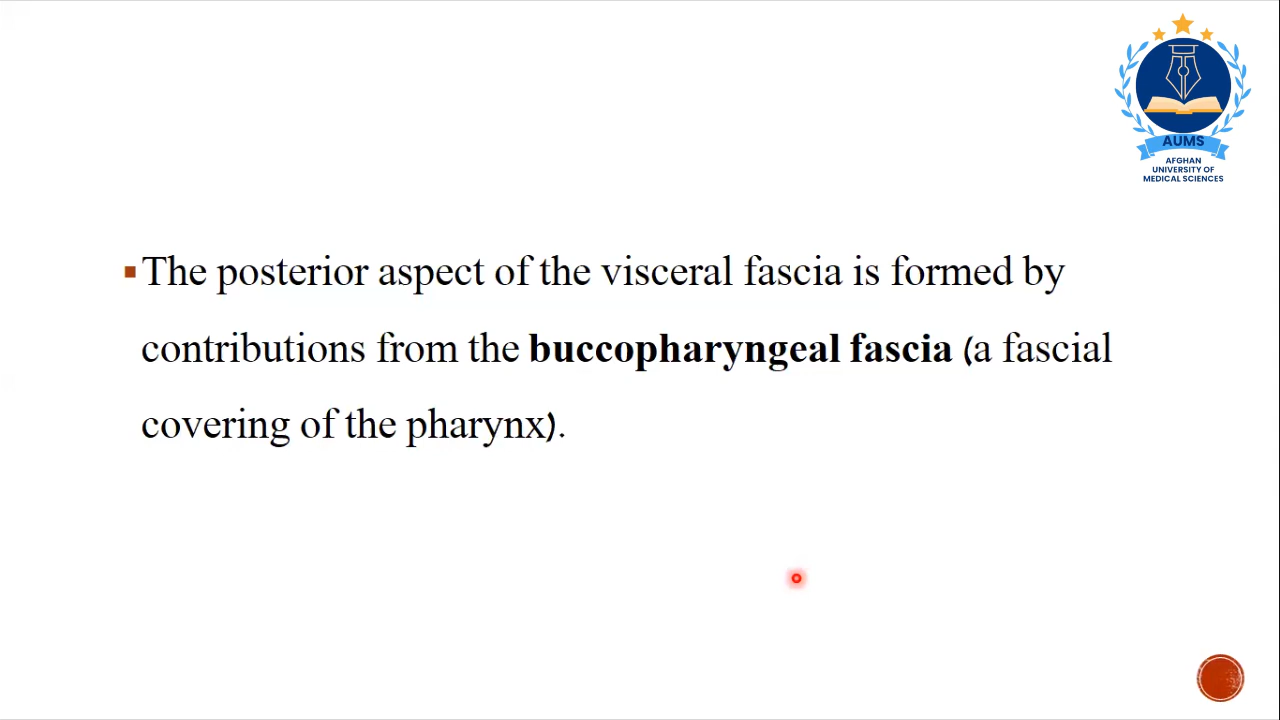 AUMS
AFGHAN
UNIVERSITY OF
MEDICAL SCIENCES
▪The posterior aspect of the visceral fascia is formed by
contributions from the buccopharyngeal fascia (a fascial
covering of the pharynx).